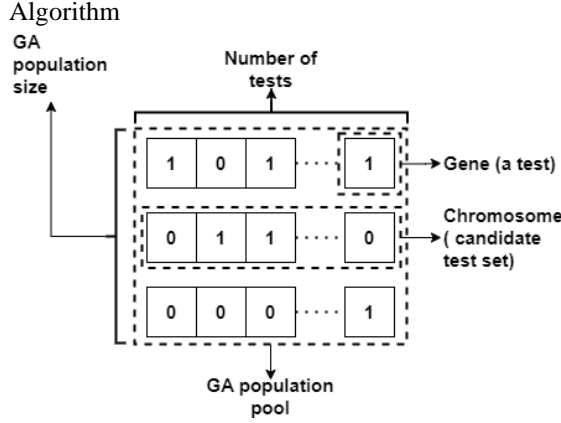 Algorithm
GA
population
size
Number of
tests
1 0 1 ..... 1
Gene (a test)
0 1 1 ..... 0
Chromosome
( candidate
test set)
0 0 0 ..... 1
GA population
pool